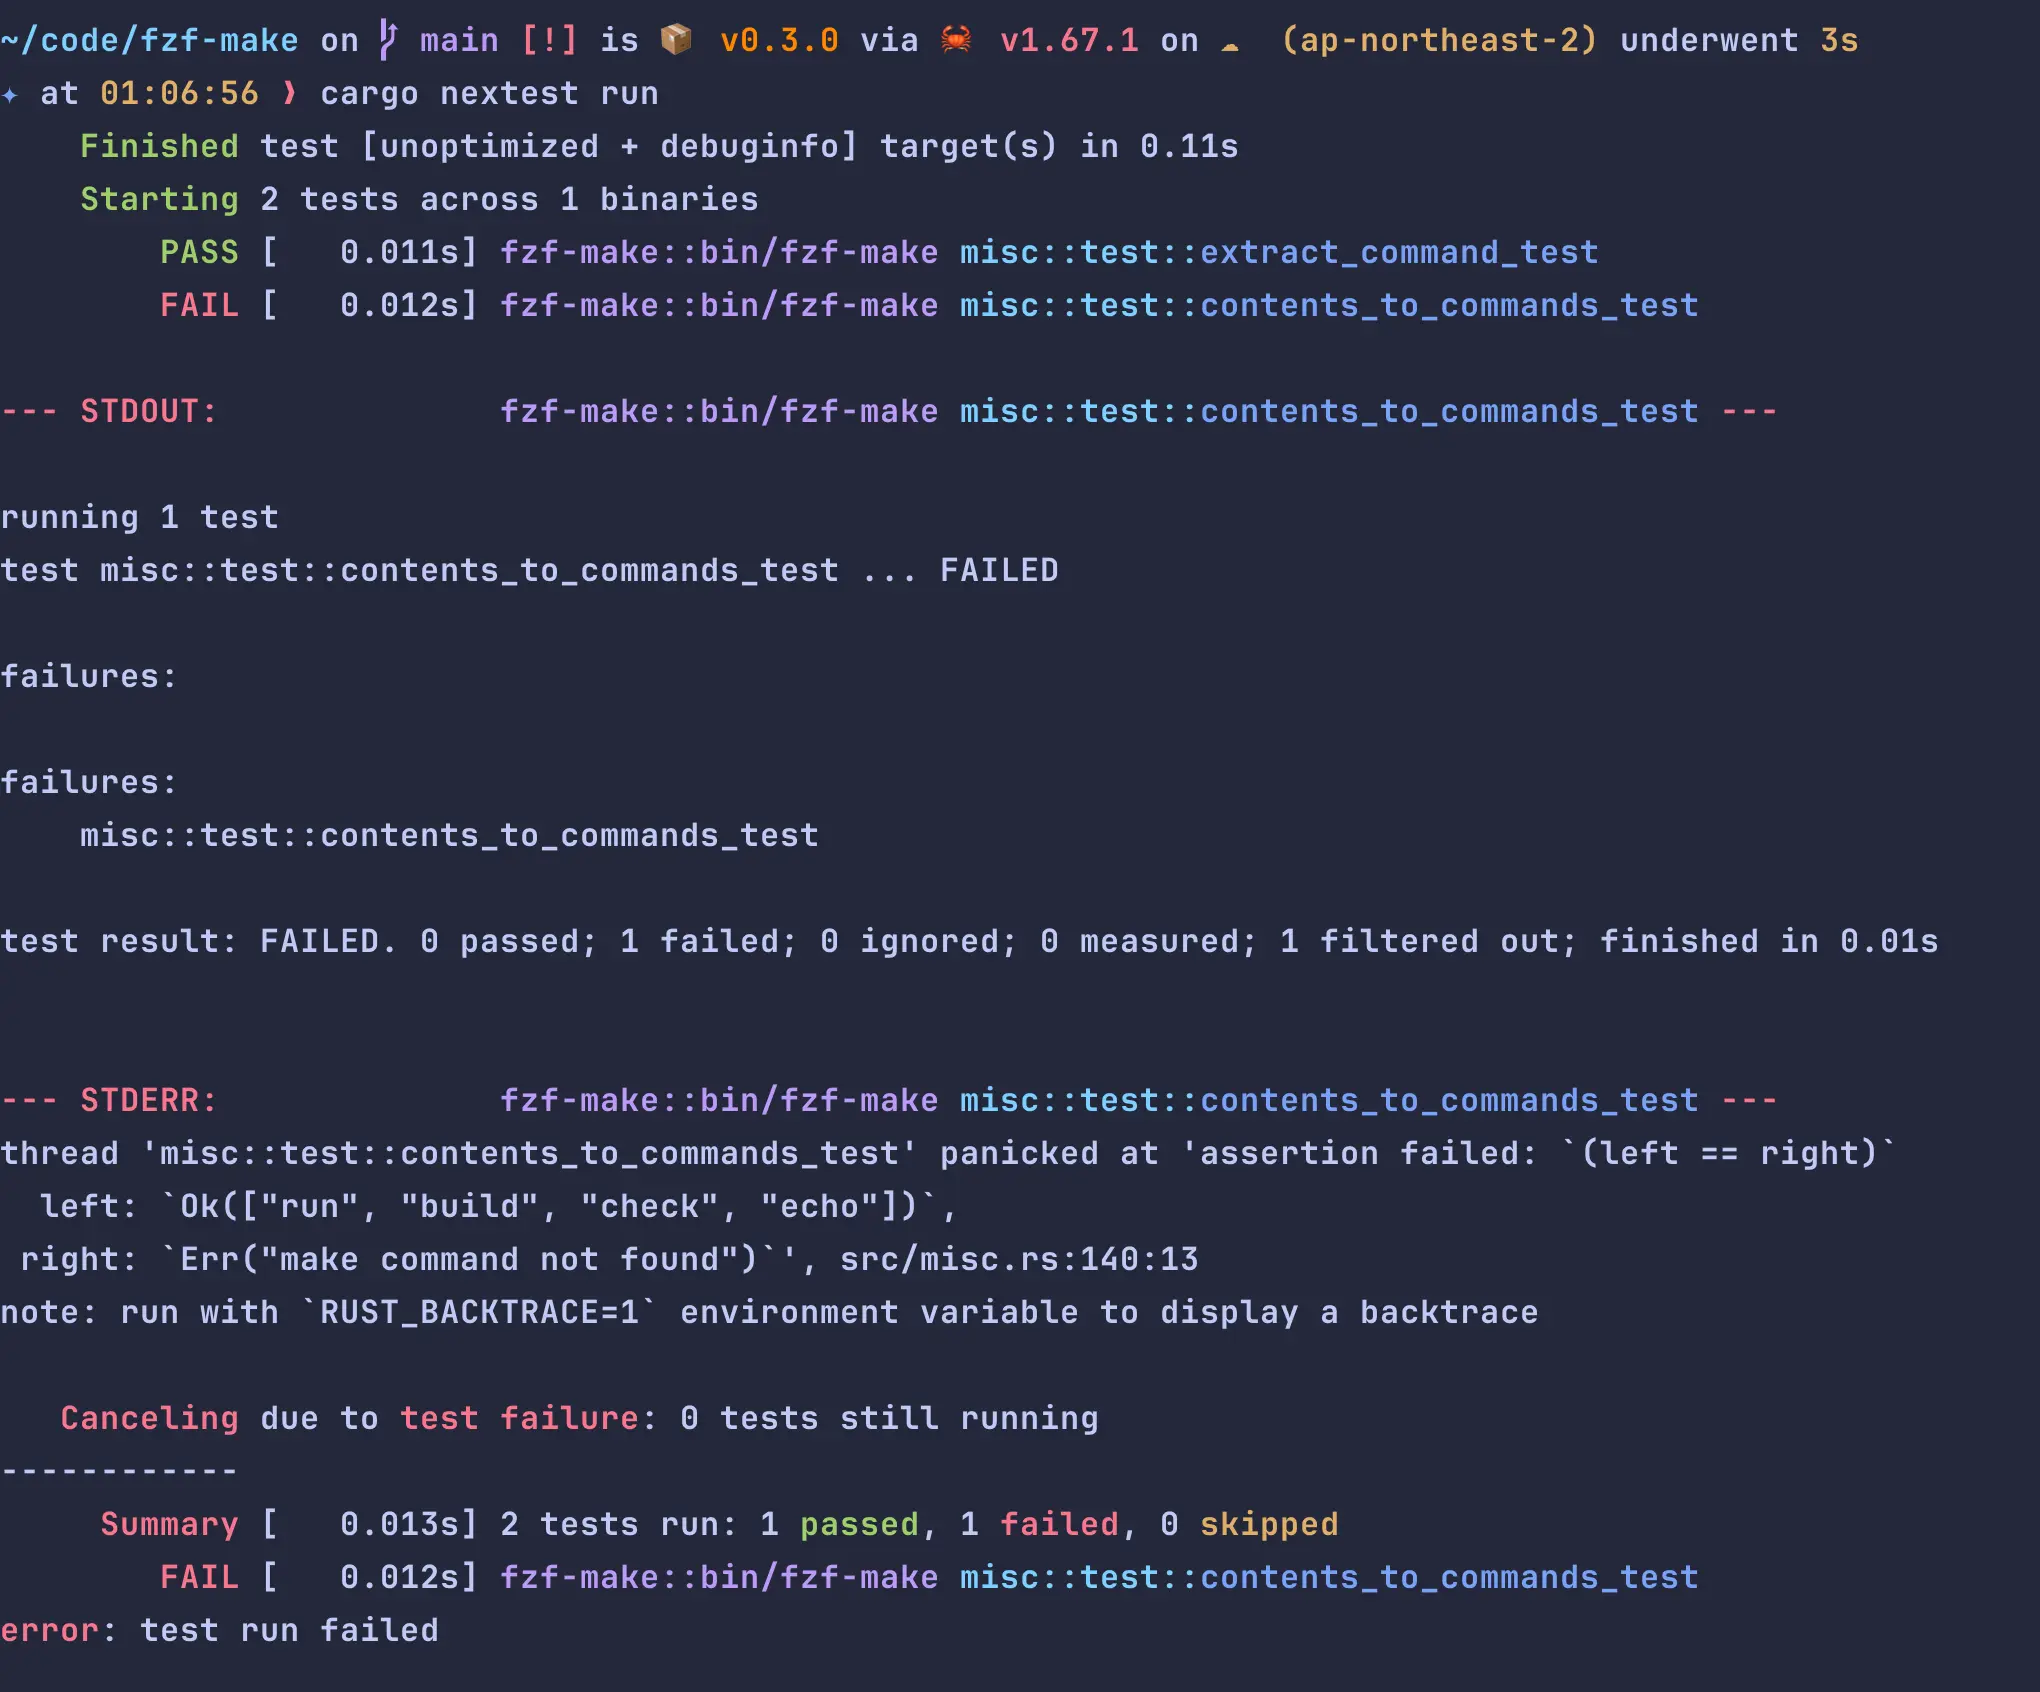 ~/code/fzf-make on main [!] is 📦 v0.3.0 via 🦀 v1.67.1 on ☁ (ap-northeast-2) underwent 3s
✦ at 01:06:56 ❱ cargo nextest run
    Finished test [unoptimized + debuginfo] target(s) in 0.11s
    Starting 2 tests across 1 binaries
        PASS [   0.011s] fzf-make::bin/fzf-make misc::test::extract_command_test
        FAIL [   0.012s] fzf-make::bin/fzf-make misc::test::contents_to_commands_test
--- STDOUT:              fzf-make::bin/fzf-make misc::test::contents_to_commands_test ---
running 1 test
test misc::test::contents_to_commands_test ... FAILED
failures:
failures:
    misc::test::contents_to_commands_test
test result: FAILED. 0 passed; 1 failed; 0 ignored; 0 measured; 1 filtered out; finished in 0.01s
--- STDERR:              fzf-make::bin/fzf-make misc::test::contents_to_commands_test ---
thread 'misc::test::contents_to_commands_test' panicked at 'assertion failed: `(left == right)`
  left: `Ok(["run", "build", "check", "echo"])`,
 right: `Err("make command not found")`', src/misc.rs:140:13
note: run with `RUST_BACKTRACE=1` environment variable to display a backtrace
   Canceling due to test failure: 0 tests still running
------------
     Summary [   0.013s] 2 tests run: 1 passed, 1 failed, 0 skipped
        FAIL [   0.012s] fzf-make::bin/fzf-make misc::test::contents_to_commands_test
error: test run failed